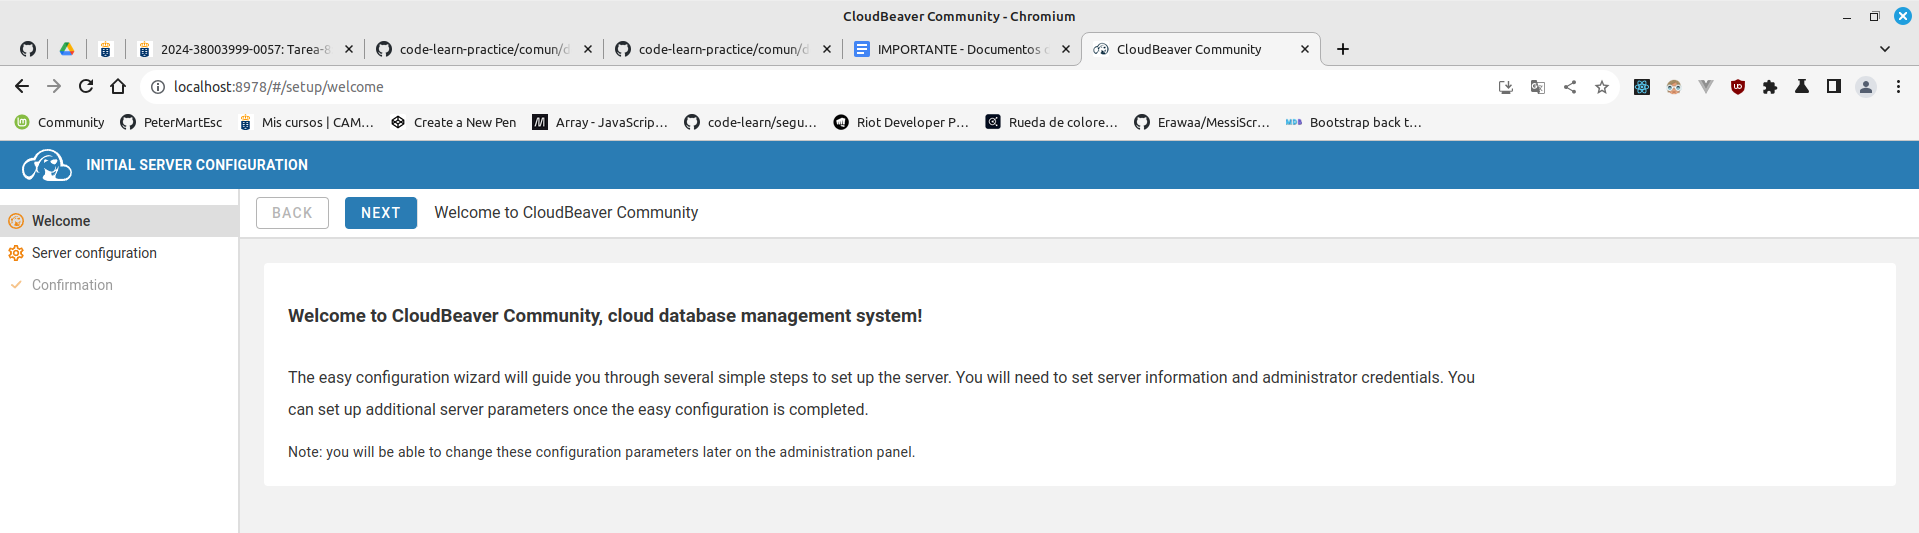 CloudBeaver Community - Chromium
2024-38003999-0057: Tarea-8
code-learn-practice/comun/d
code-learn-practice/comun/d
IMPORTANTE - Documentos
CloudBeaver Community
localhost:8978/#/setup/welcome
Community
PeterMartEsc
Mis cursos | CAM...
Create a New Pen
Array - JavaScrip...
code-learn/segu...
Riot Developer P...
Rueda de colore...
Erawaa/MessiScr...
MDB
Bootstrap back t...
INITIAL SERVER CONFIGURATION
Welcome
Server configuration
Confirmation
BACK
NEXT
Welcome to CloudBeaver Community
Welcome to CloudBeaver Community, cloud database management system!
The easy configuration wizard will guide you through several simple steps to set up the server. You will need to set server information and administrator credentials. You
can set up additional server parameters once the easy configuration is completed.
Note: you will be able to change these configuration parameters later on the administration panel.